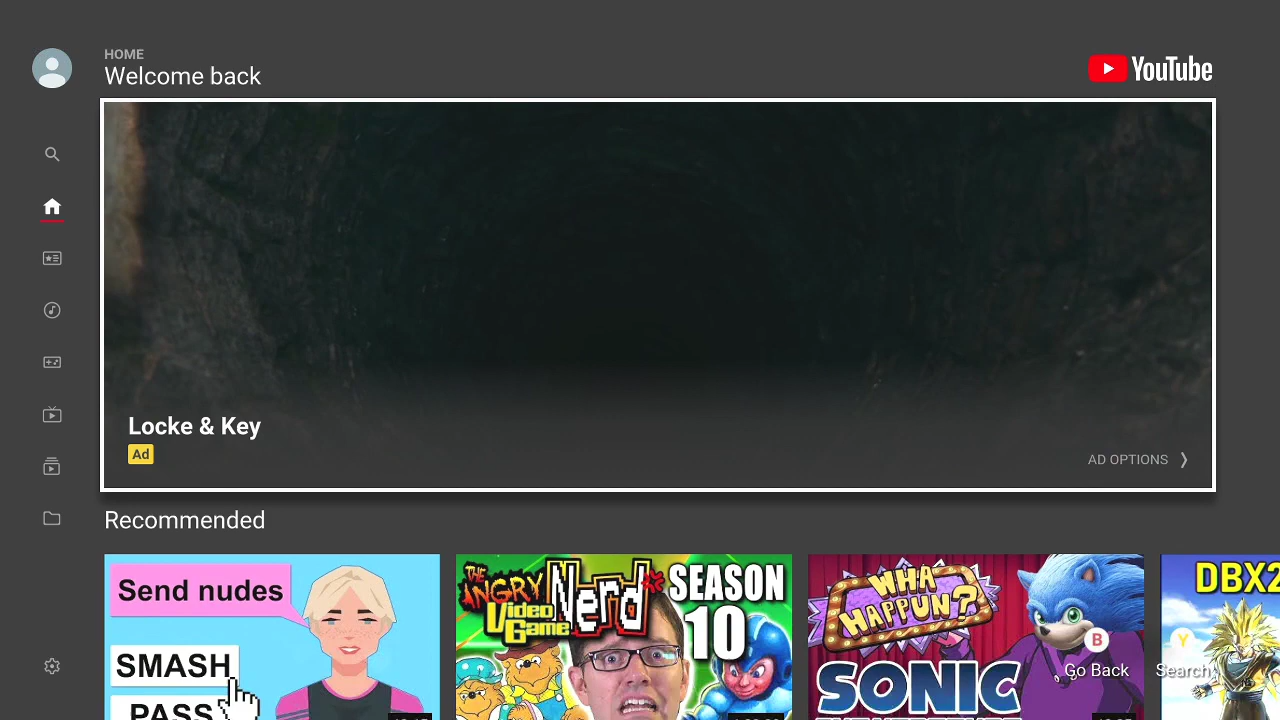 HOME
Welcome back
YouTube
Locke & Key
Ad
AD OPTIONS
Recommended
Send nudes
SMASH
PASS
THE
ANGRY
Video
Game
Nerd
SEASON
10
WHA
HAPPUN?
SONIC
DBX2
B
Go Back
Y
Search